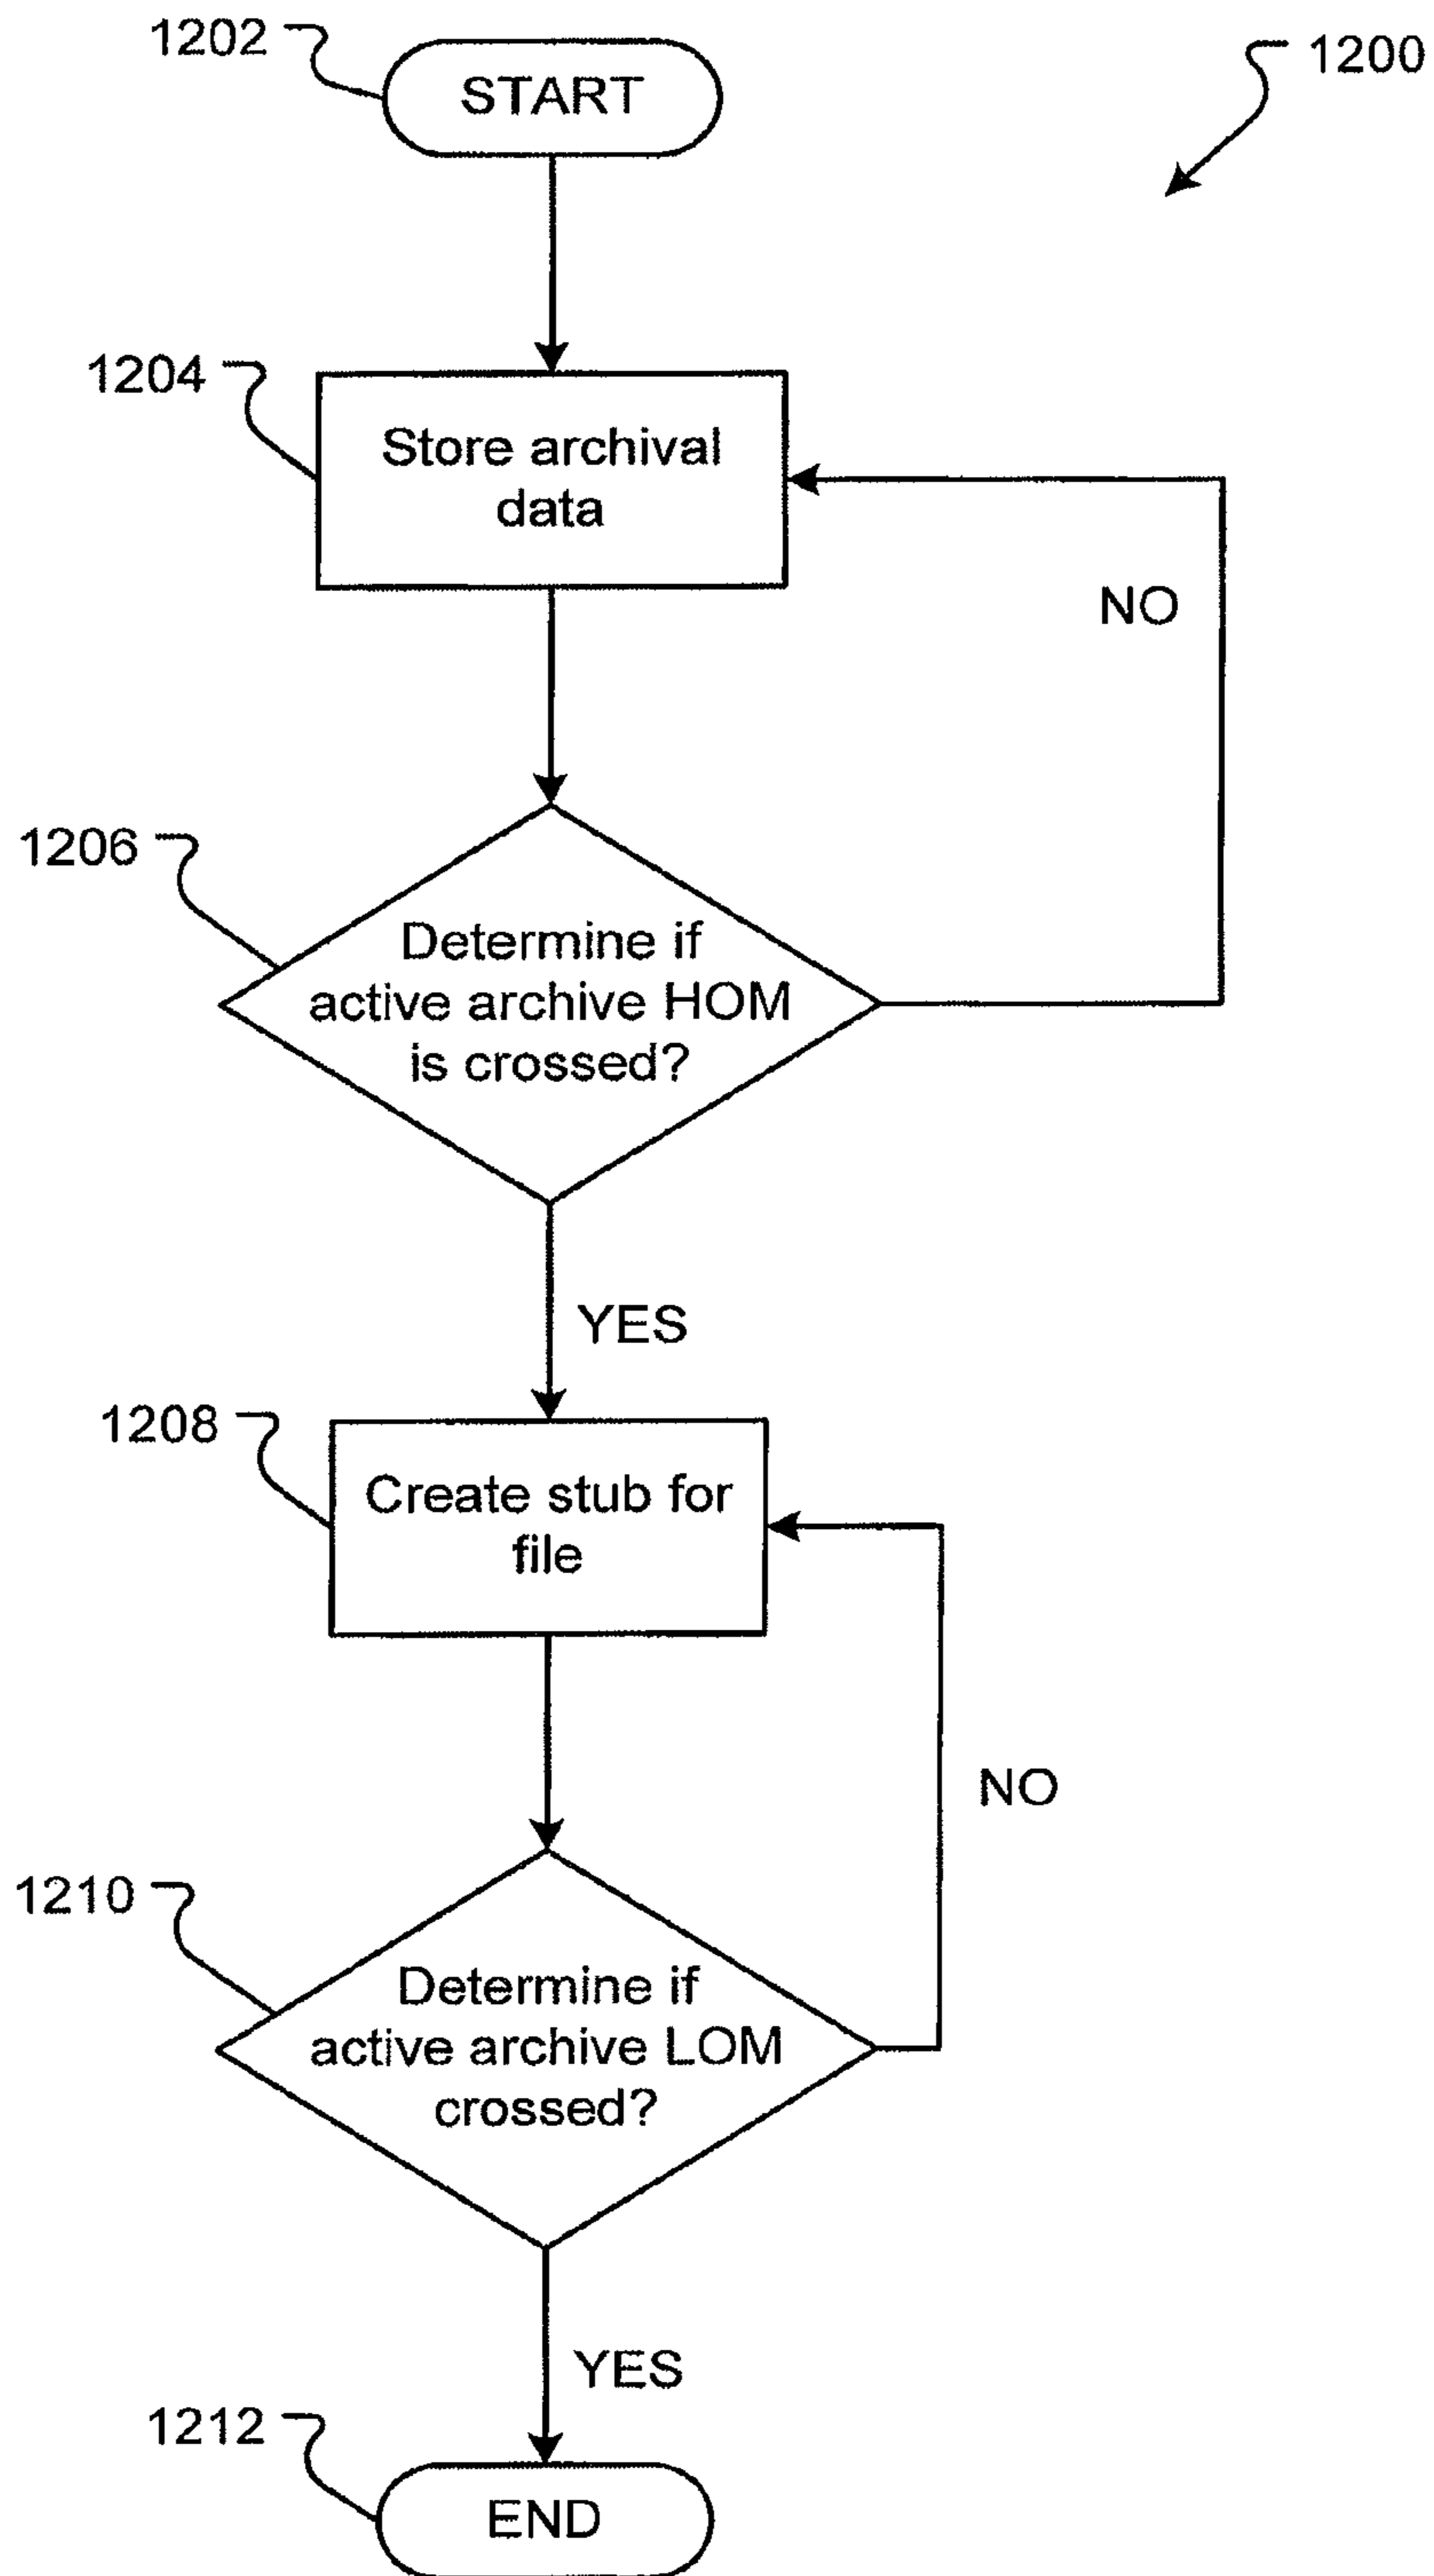 1202
START
1200
1204
Store archival
data
NO
1206
Determine if
active archive HOM
is crossed?
YES
1208
Create stub for
file
NO
1210
Determine if
active archive LOM
crossed?
YES
1212
END